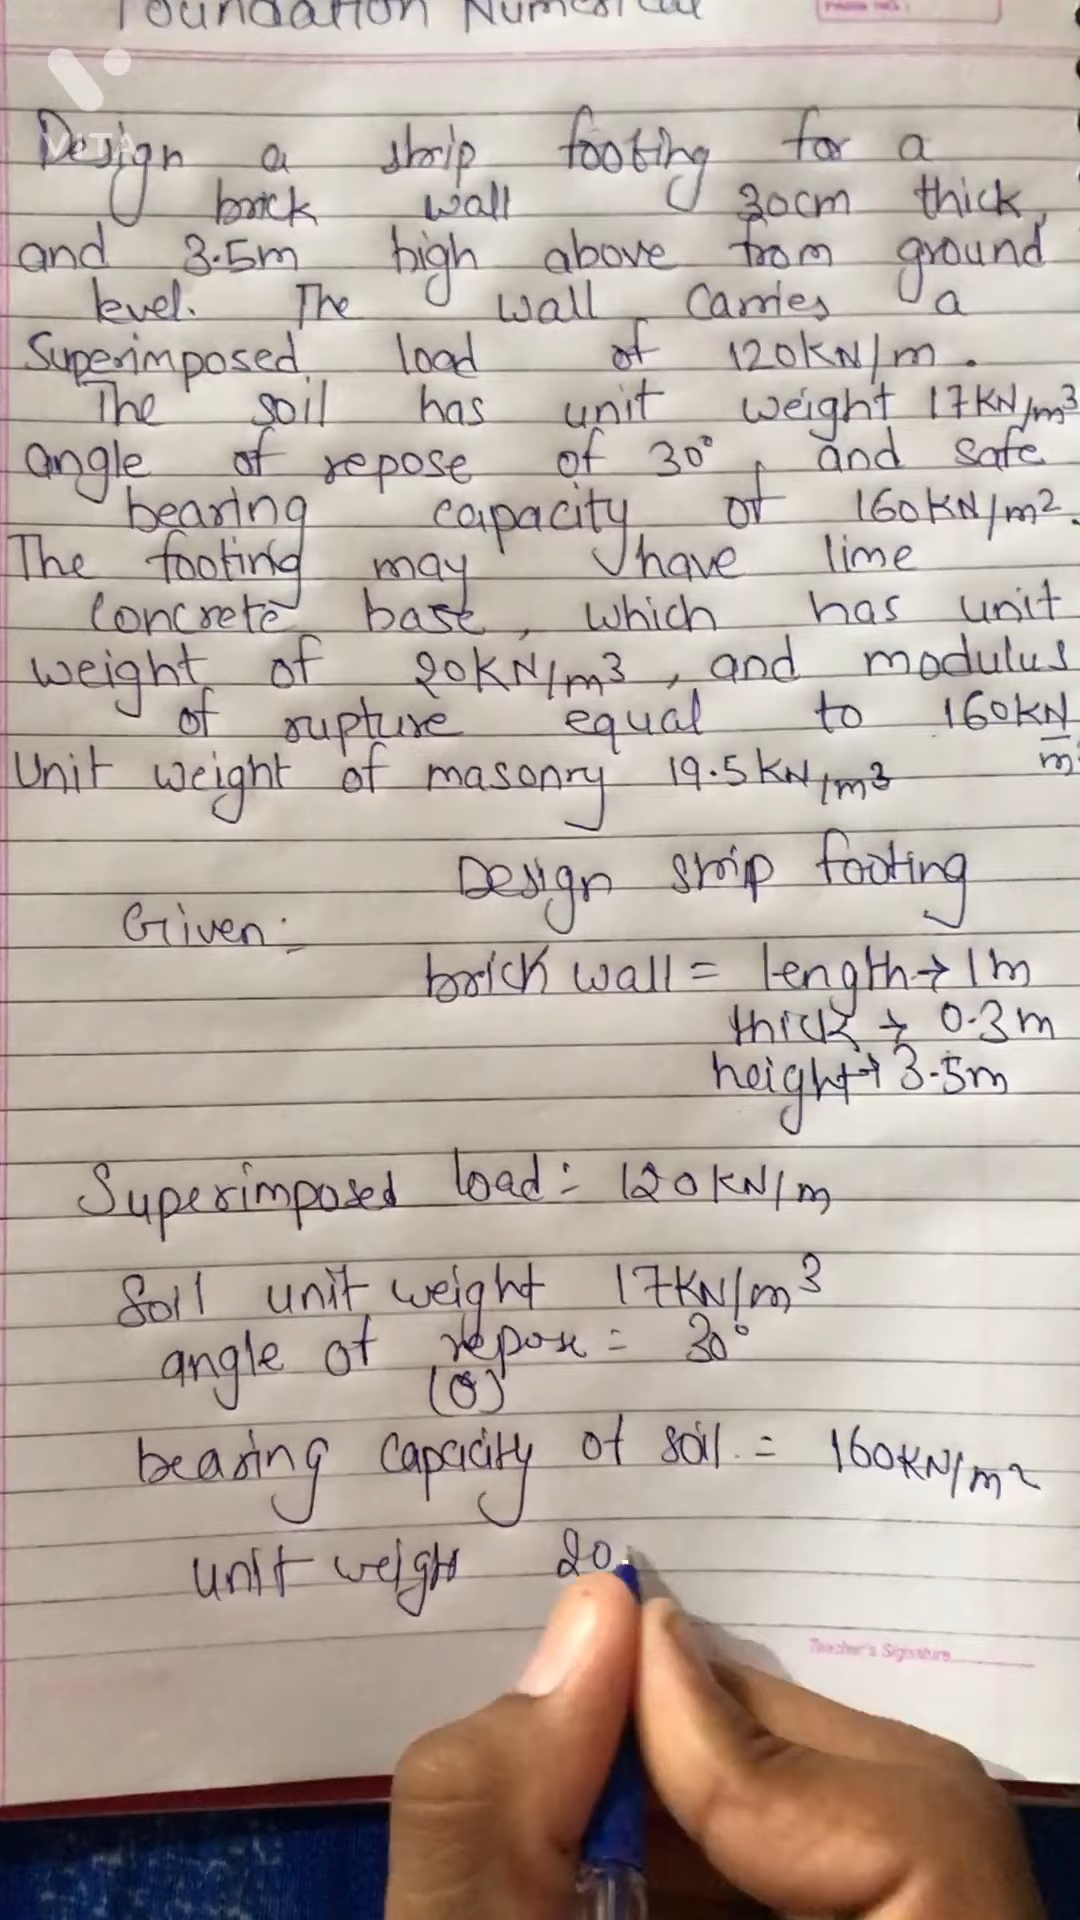 Foundation Numerical
VITA
Design a strip footing for a
brick wall 30cm thick,
and 3.5m high above from ground
level. The wall carries a
Superimposed load of 120KN/m.
The soil has unit weight 17KN/m3
angle of repose of 30°, and safe
bearing capacity of 160KN/m2.
The footing may have lime
concrete base, which has unit
weight of 20KN/m3, and modulus
of rupture equal to 160KN
m
Unit weight of masonry 19.5KN/m3
Design strip footing
Given:
brick wall = length → 1m
thick → 0.3m
height → 3.5m
Superimposed load = 120KN/m
Soil unit weight 17KN/m3
angle of repose = 30°
(θ)
bearing capacity of soil = 160KN/m2
unit weigh 20
Teacher's Signature